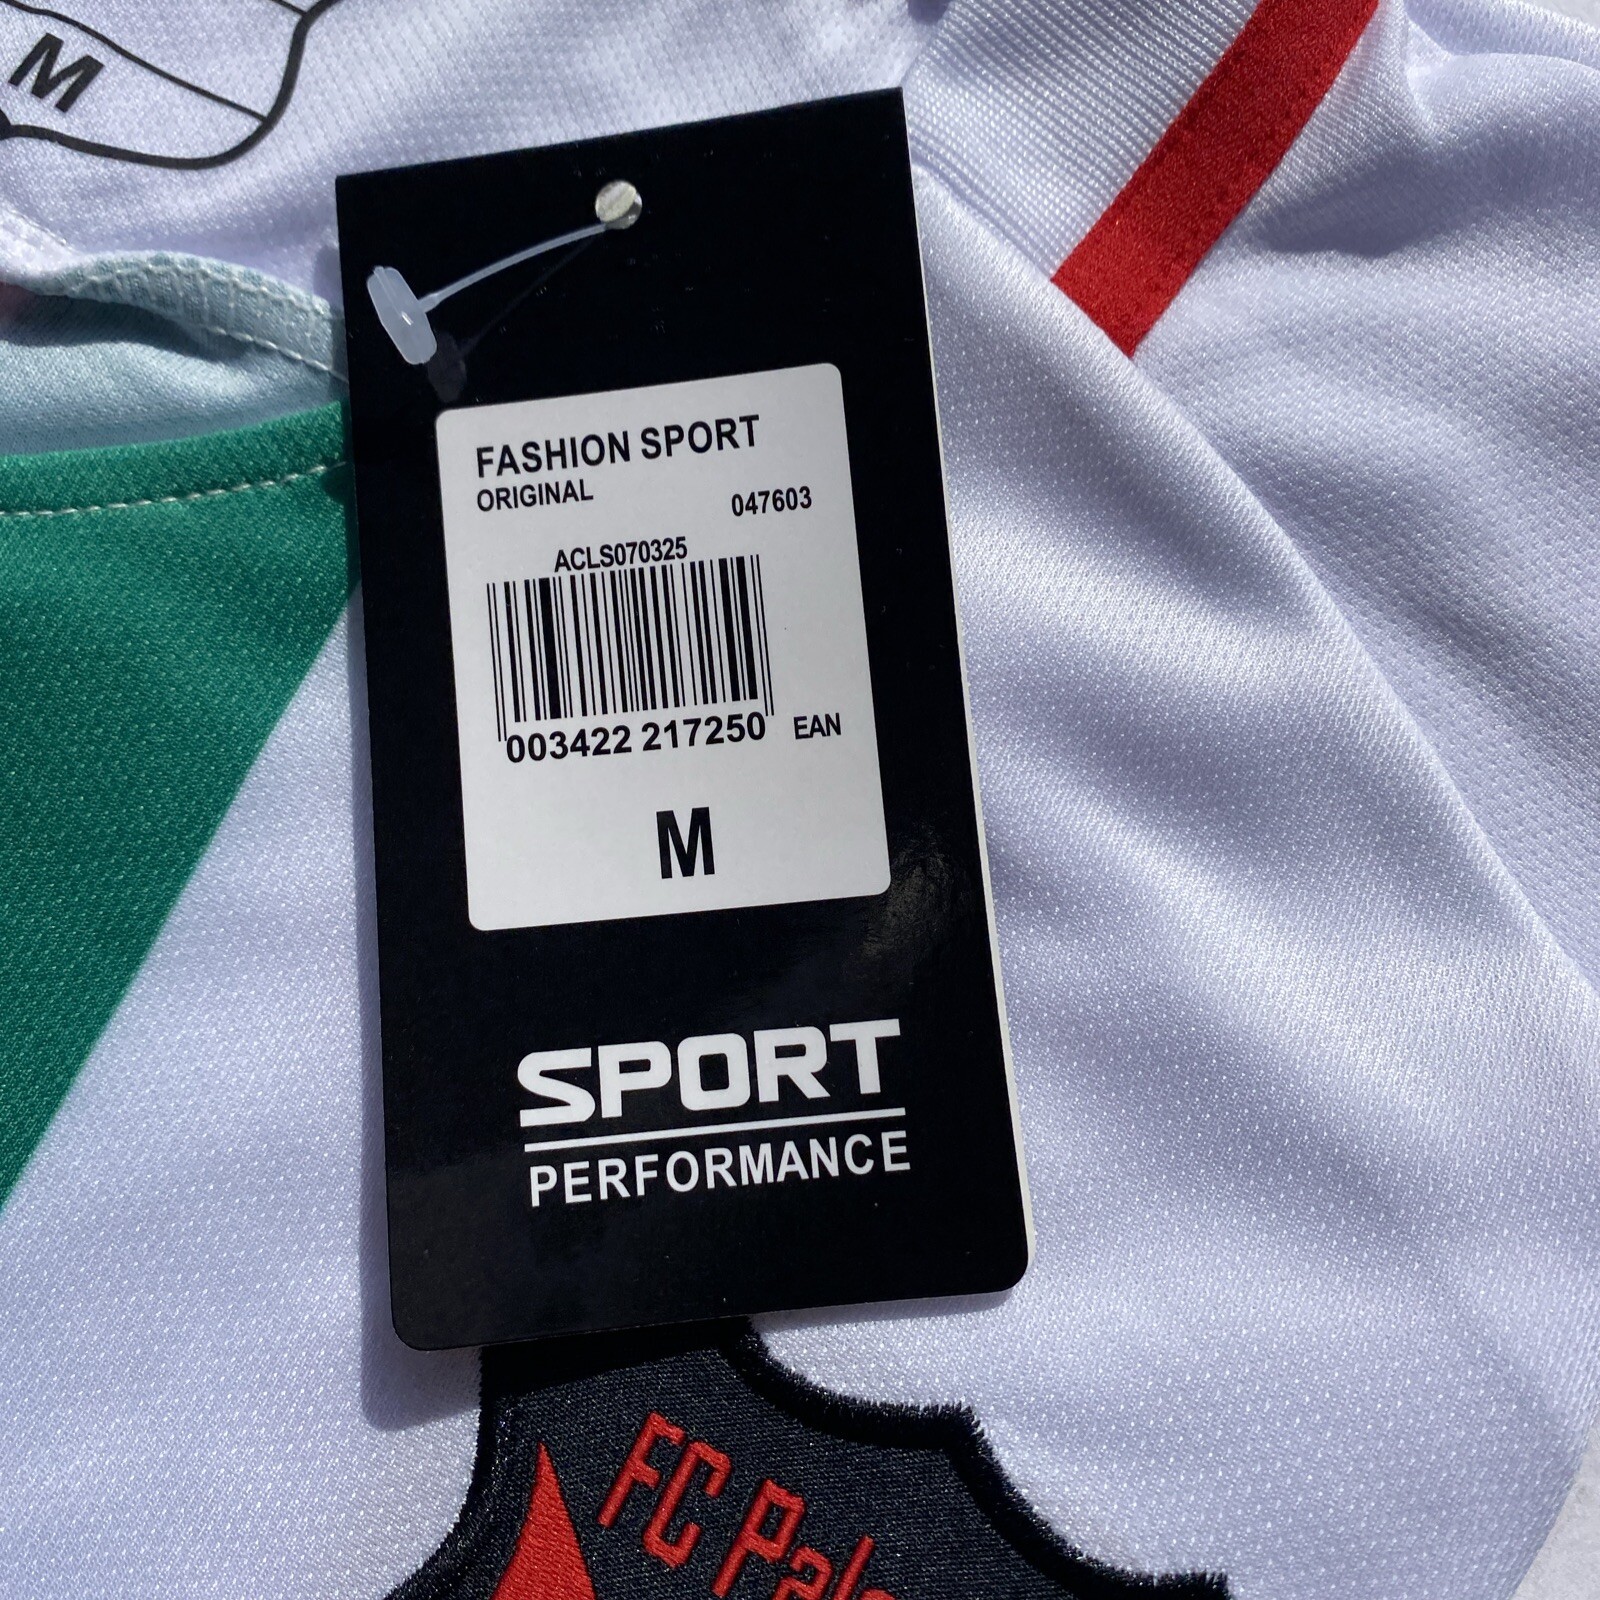 M
FASHION SPORT
ORIGINAL
047603
ACLS070325
003422 217250 EAN
M
SPORT
PERFORMANCE
FC